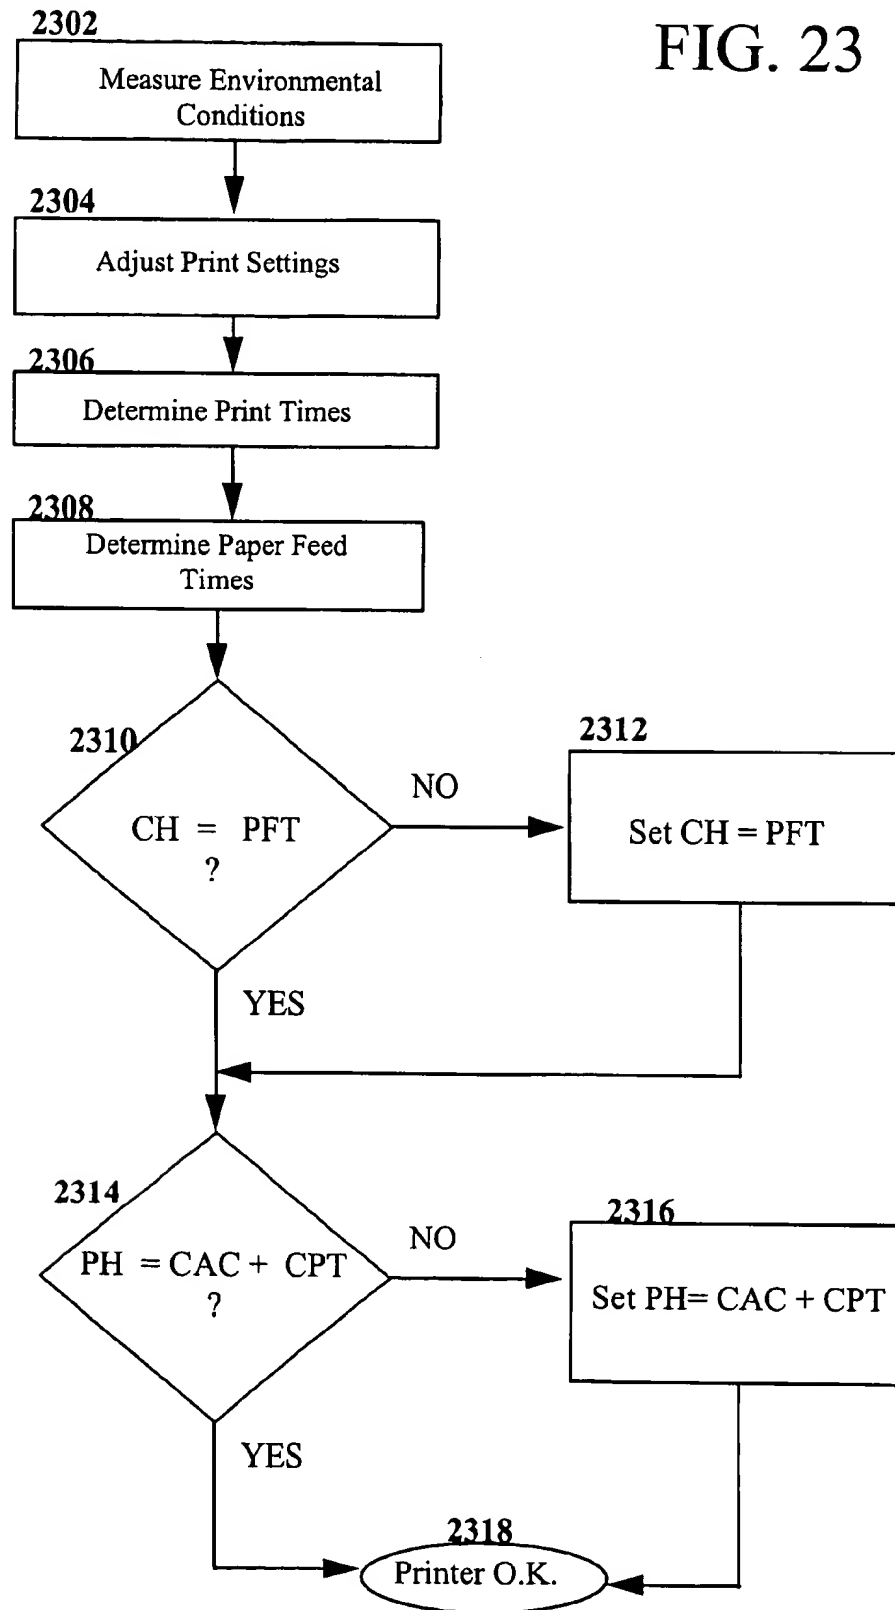 FIG. 23
2302
Measure Environmental
Conditions
2304
Adjust Print Settings
2306
Determine Print Times
2308
Determine Paper Feed
Times
2310
CH = PFT
?
NO
2312
Set CH = PFT
YES
2314
PH = CAC + CPT
?
NO
2316
Set PH= CAC + CPT
YES
2318
Printer O.K.